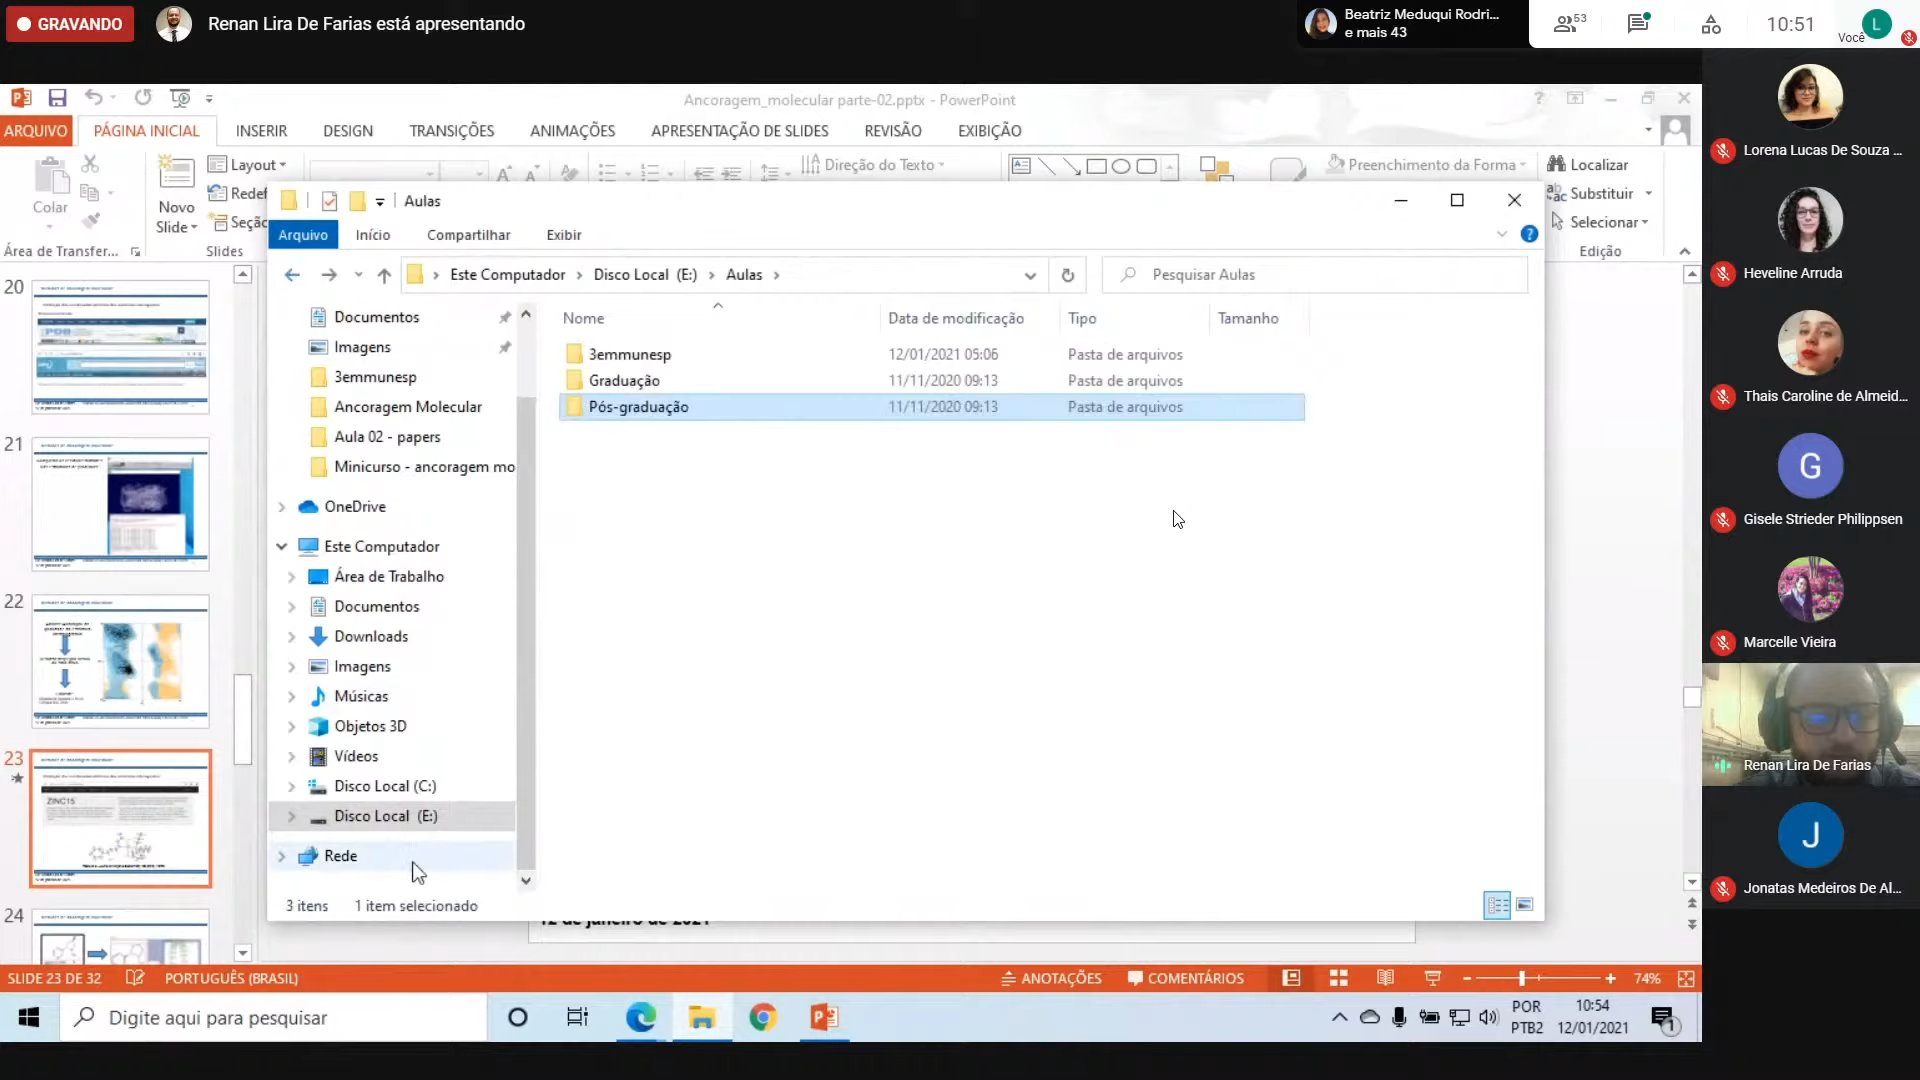 GRAVANDO
Renan Lira De Farias está apresentando
Beatriz Meduqui Rodri...
e mais 43
53
10:51
Você
L
Ancoragem_molecular parte-02.pptx - PowerPoint
ARQUIVO
PÁGINA INICIAL
INSERIR
DESIGN
TRANSIÇÕES
ANIMAÇÕES
APRESENTAÇÃO DE SLIDES
REVISÃO
EXIBIÇÃO
Colar
Novo
Slide
Layout
Área de Transfer...
Slides
Direção do Texto
Preenchimento da Forma
Localizar
Substituir
Selecionar
Edição
Aulas
Arquivo
Início
Compartilhar
Exibir
Este Computador
Disco Local (E:)
Aulas
Pesquisar Aulas
Documentos
Imagens
3emmunesp
Ancoragem Molecular
Aula 02 - papers
Minicurso - ancoragem mo
OneDrive
Este Computador
Área de Trabalho
Documentos
Downloads
Imagens
Músicas
Objetos 3D
Vídeos
Disco Local (C:)
Disco Local (E:)
Rede
Nome
Data de modificação
Tipo
Tamanho
3emmunesp 12/01/2021 05:06 Pasta de arquivos
Graduação 11/11/2020 09:13 Pasta de arquivos
Pós-graduação 11/11/2020 09:13 Pasta de arquivos
3 itens
1 item selecionado
20
21
22
23
ZINC15
24
12 de janeiro de 2021
SLIDE 23 DE 32
PORTUGUÊS (BRASIL)
ANOTAÇÕES
COMENTÁRIOS
74%
Digite aqui para pesquisar
POR
PTB2
10:54
12/01/2021
1
Lorena Lucas De Souza ...
Heveline Arruda
Thais Caroline de Almeid...
G
Gisele Strieder Philippsen
Marcelle Vieira
Renan Lira De Farias
J
Jonatas Medeiros De Al...